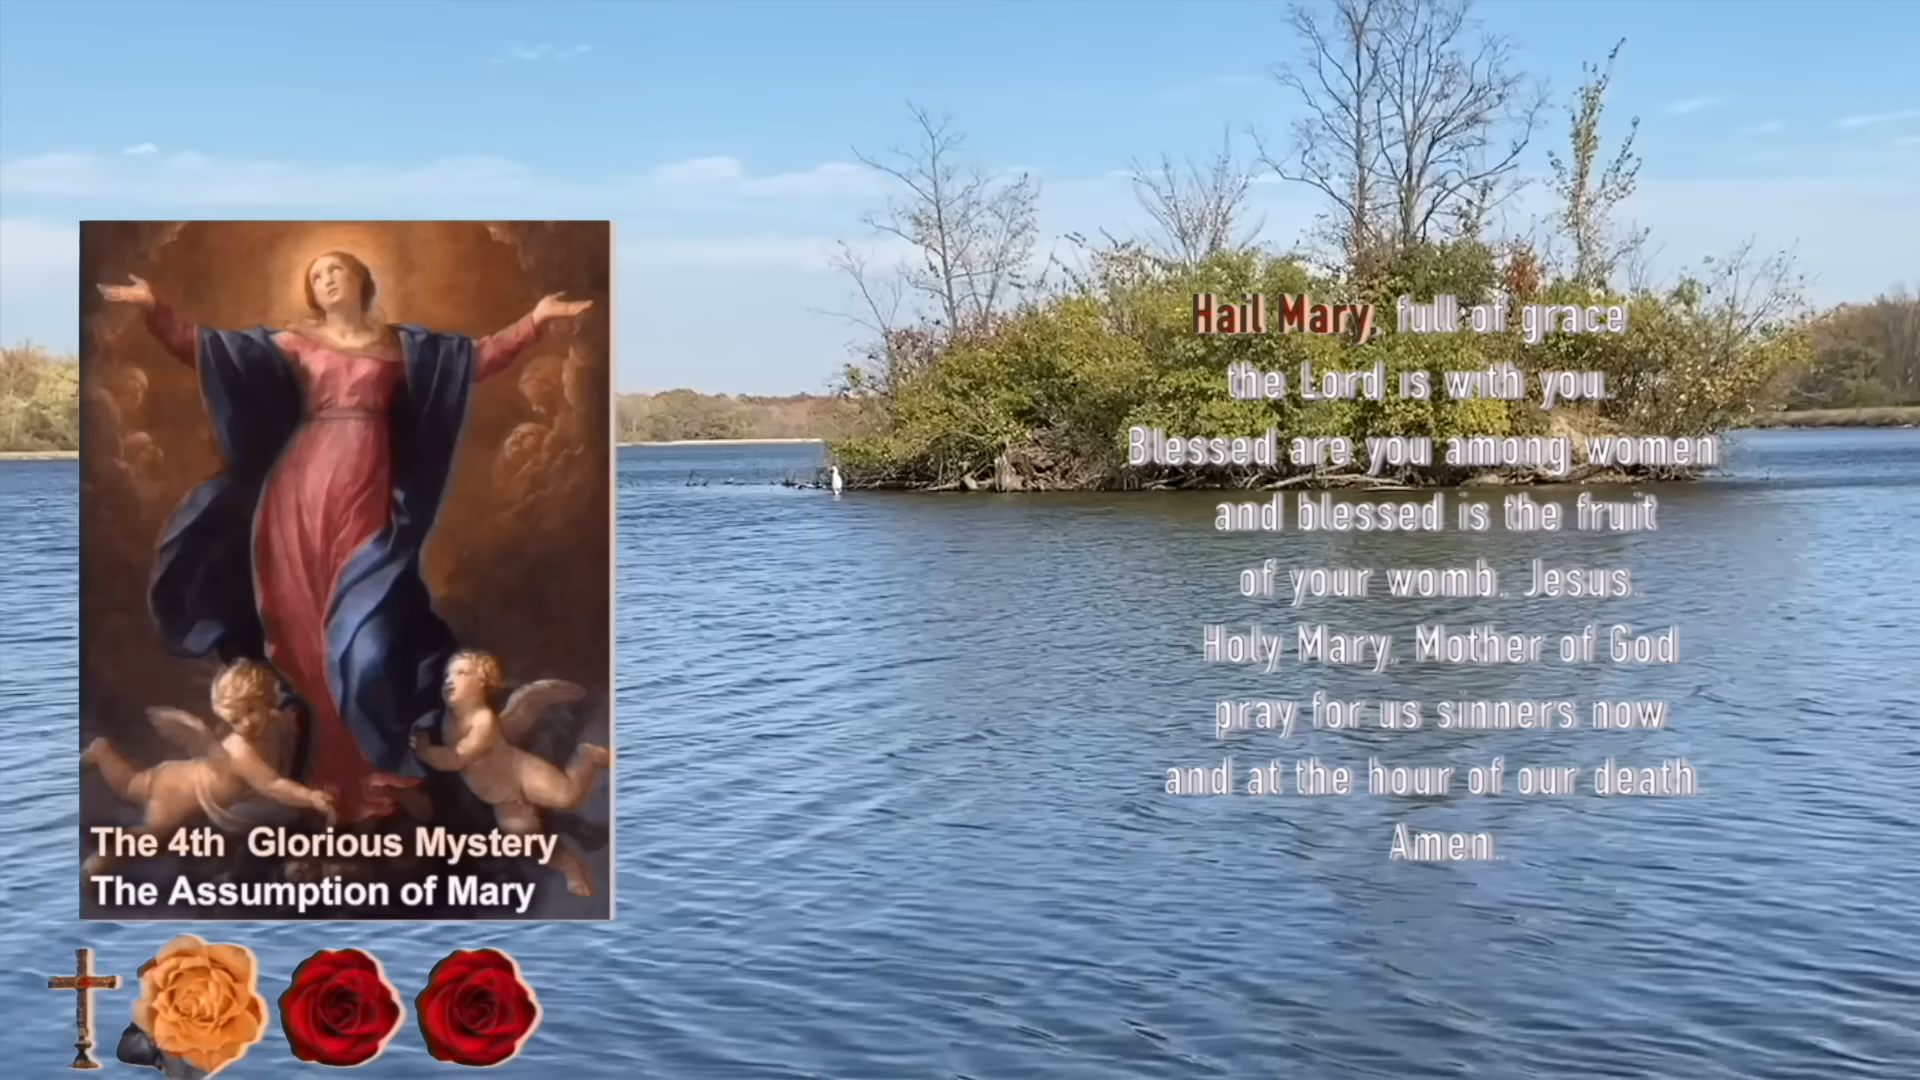 The 4th Glorious Mystery
The Assumption of Mary
Hail Mary, full of grace
the Lord is with you.
Blessed are you among women
and blessed is the fruit
of your womb, Jesus.
Holy Mary, Mother of God
pray for us sinners now
and at the hour of our death.
Amen.